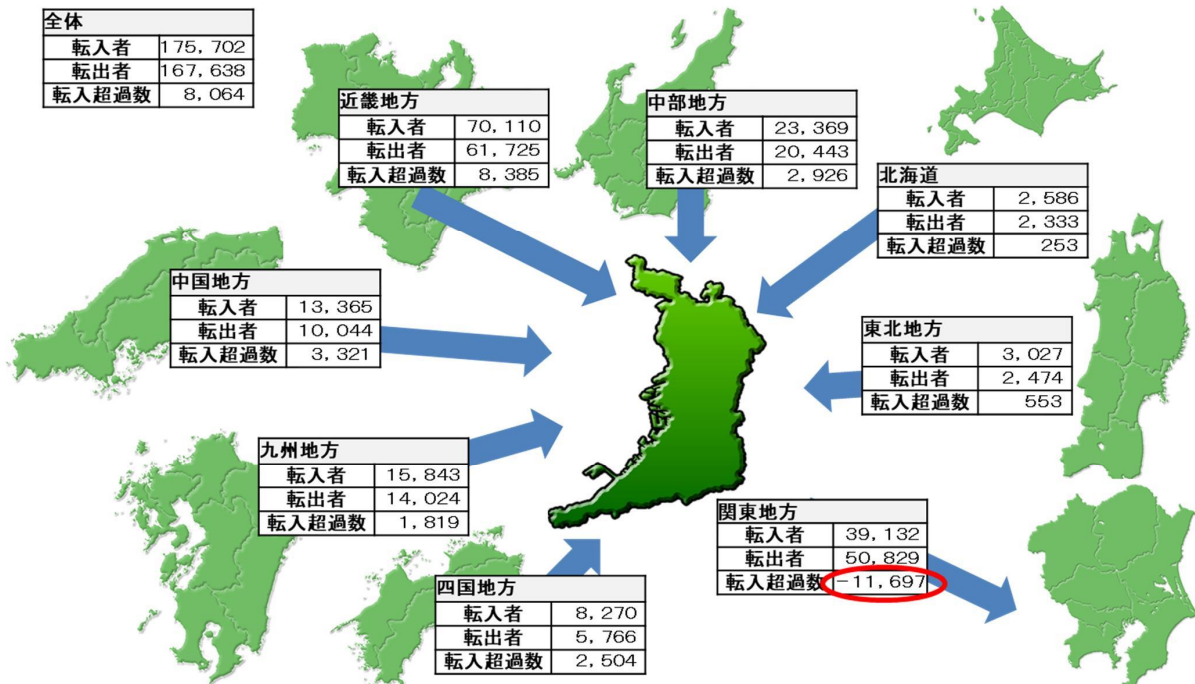 全体
転入者 175,702
転出者 167,638
転入超過数 8,064
近畿地方
転入者 70,110
転出者 61,725
転入超過数 8,385
中部地方
転入者 23,369
転出者 20,443
転入超過数 2,926
北海道
転入者 2,586
転出者 2,333
転入超過数 253
中国地方
転入者 13,365
転出者 10,044
転入超過数 3,321
東北地方
転入者 3,027
転出者 2,474
転入超過数 553
九州地方
転入者 15,843
転出者 14,024
転入超過数 1,819
関東地方
転入者 39,132
転出者 50,829
転入超過数 -11,697
四国地方
転入者 8,270
転出者 5,766
転入超過数 2,504